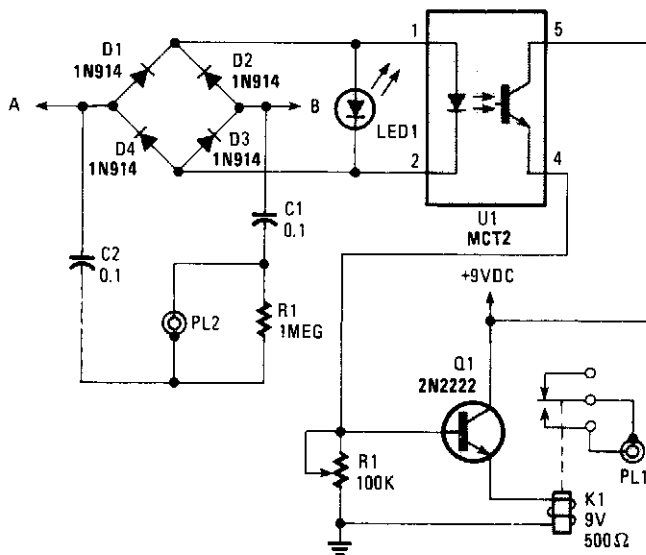 D1
1N914
D2
1N914
A
B
D4
1N914
D3
1N914
LED1
1
2
5
4
U1
MCT2
C1
0.1
C2
0.1
PL2
R1
1MEG
+9VDC
Q1
2N2222
R1
100K
PL1
K1
9V
500Ω